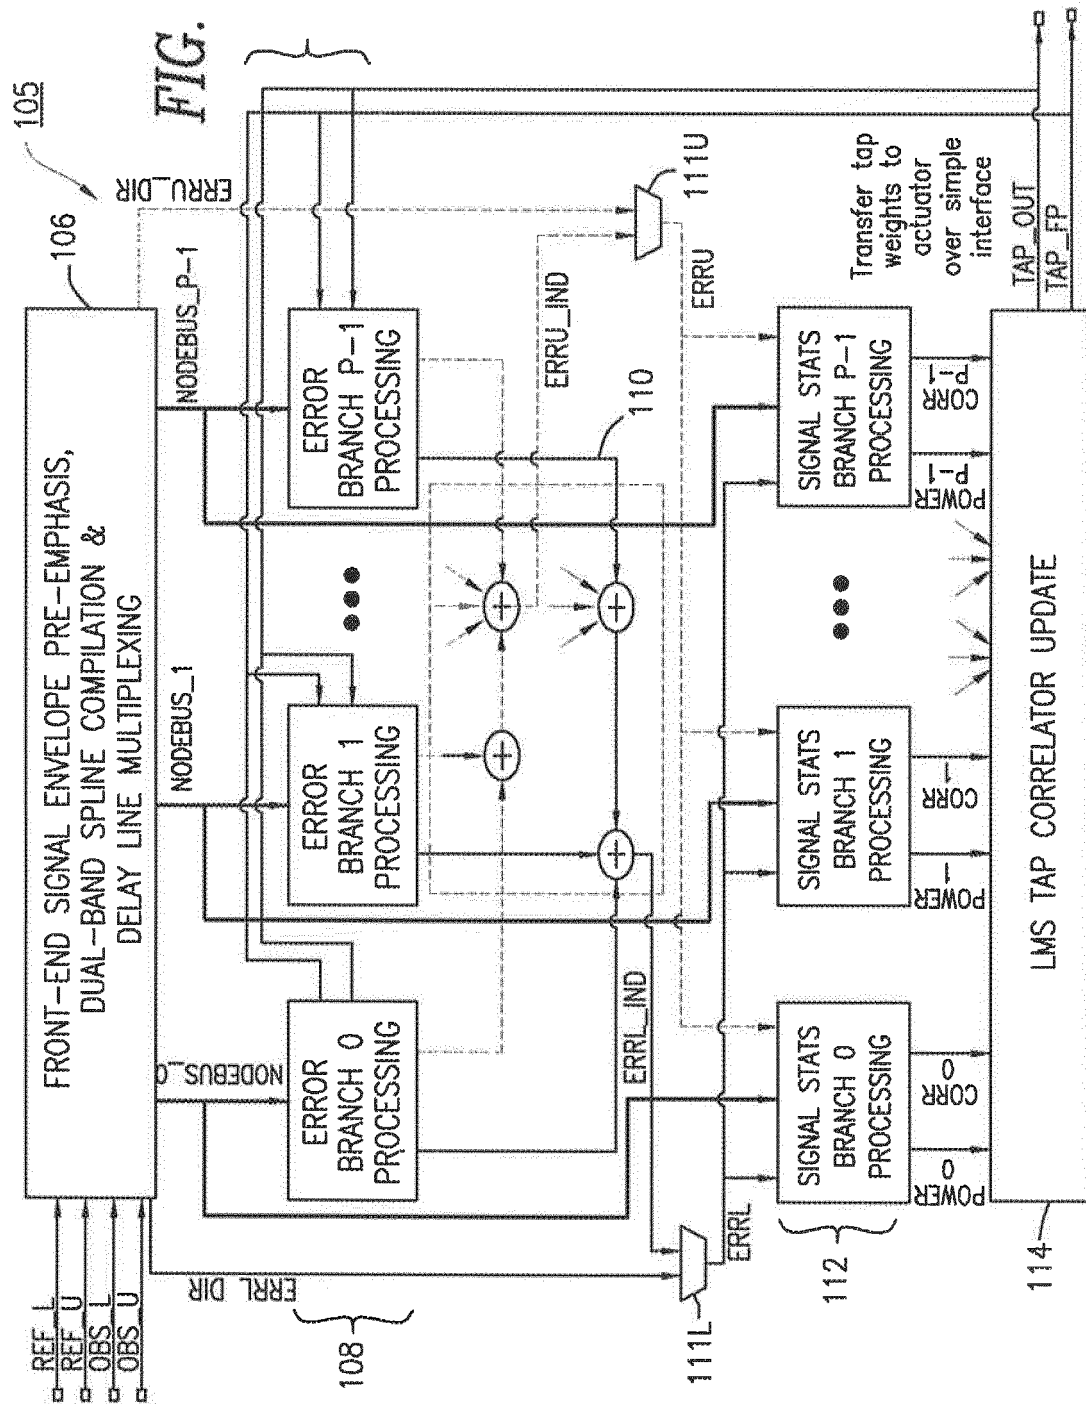 105
FIG.
106
REF_L
REF_U
OBS_L
OBS_U
FRONT-END SIGNAL ENVELOPE PRE-EMPHASIS,
DUAL-BAND SPLINE COMPILATION &
DELAY LINE MULTIPLEXING
ERRL_DIR
NODEBUS_0
NODEBUS_1
NODEBUS_P-1
ERRU_DIR
108
ERROR
BRANCH 0
PROCESSING
ERROR
BRANCH 1
PROCESSING
ERROR
BRANCH P-1
PROCESSING
+
+
+
+
110
ERRU_IND
111U
ERRL_IND
111L
ERRL
ERRU
112
SIGNAL STATS
BRANCH 0
PROCESSING
SIGNAL STATS
BRANCH 1
PROCESSING
SIGNAL STATS
BRANCH P-1
PROCESSING
Transfer tap
weights to
actuator
over simple
interface
POWER
0
CORR
0
POWER
1
CORR
1
POWER
P-1
CORR
P-1
TAP_OUT
TAP_FP
114
LMS TAP CORRELATOR UPDATE